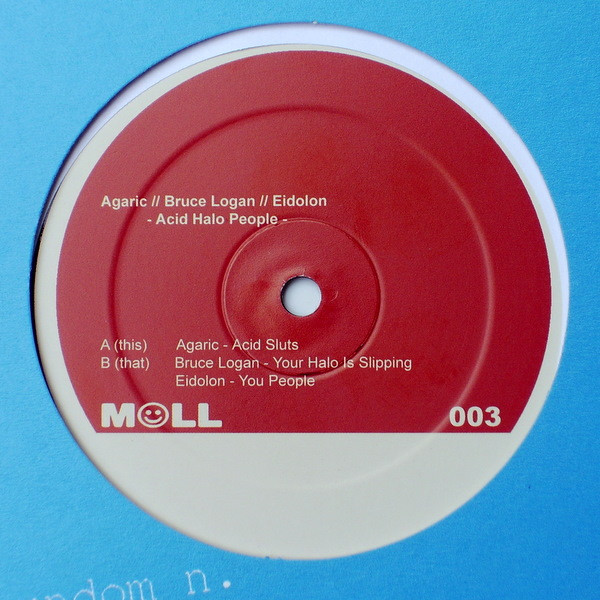 Agaric // Bruce Logan // Eidolon
- Acid Halo People -
A (this) Agaric - Acid Sluts
B (that) Bruce Logan - Your Halo Is Slipping
Eidolon - You People
M☺LL 003
n.